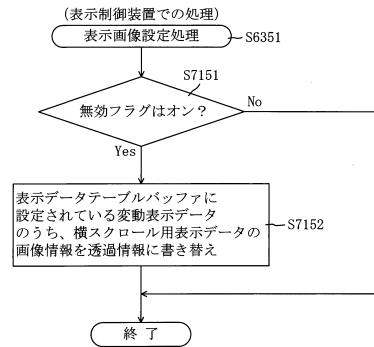 (表示制御装置での処理)
表示画像設定処理
S6351
S7151
無効フラグはオン？
No
Yes
表示データテーブルバッファに
設定されている変動表示データ
のうち、横スクロール用表示データの
画像情報を透過情報に書き替え
S7152
終了